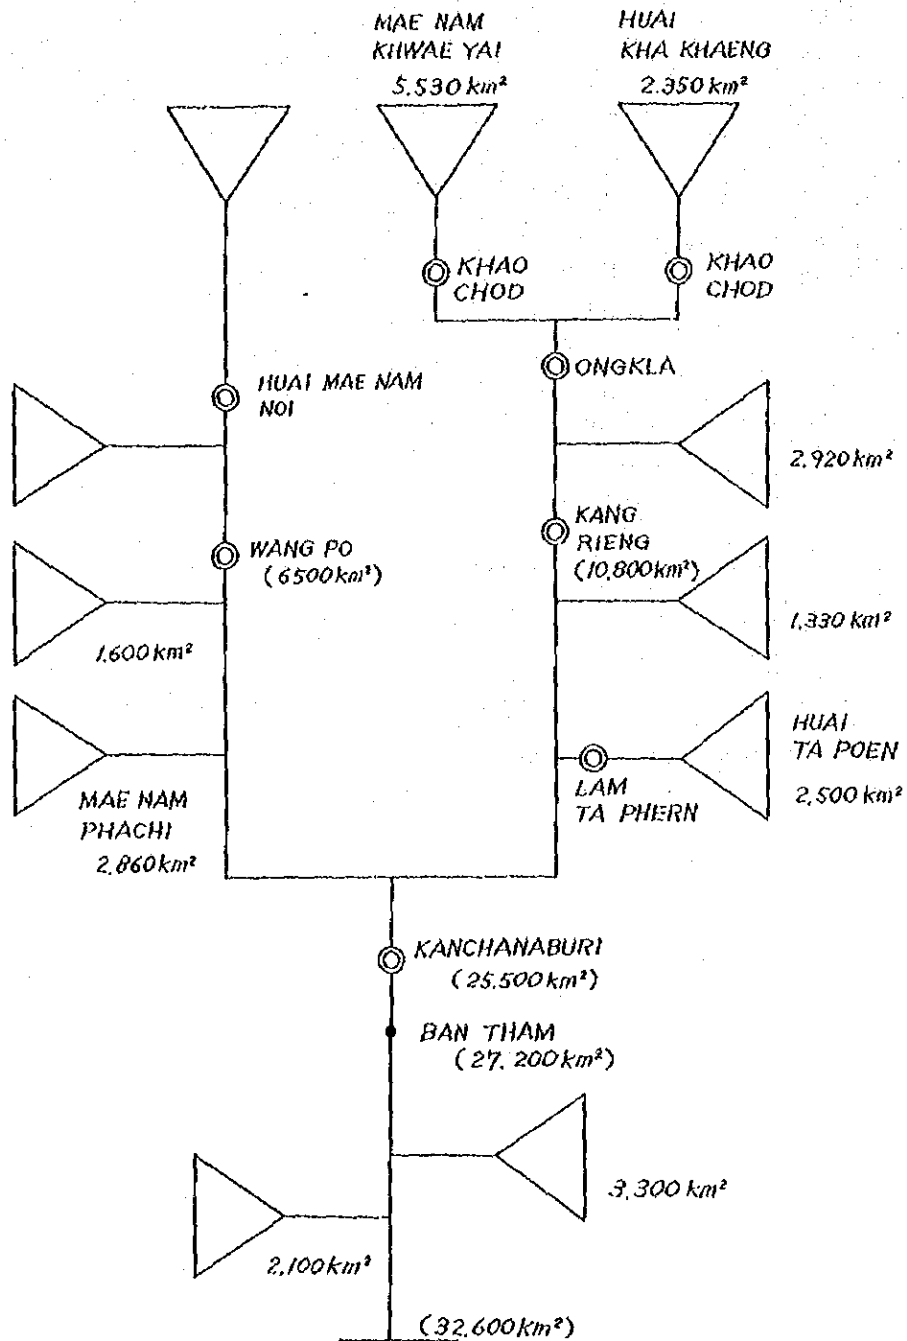 MAE NAM
KHWAE YAI
5.530 km²
HUAI
KHA KHAENG
2.350 km²
KHAO
CHOD
KHAO
CHOD
ONGKLA
HUAI MAE NAM
NOI
2.920 km²
KANG
RIENG
(10,800 km²)
WANG PO
(6500 km²)
1.600 km²
1.330 km²
HUAI
TA POEN
2,500 km²
LAM
TA PHERN
MAE NAM
PHACHI
2.860 km²
KANCHANABURI
(25.500 km²)
BAN THAM
(27. 200 km²)
3,300 km²
2,100 km²
(32.600 km²)